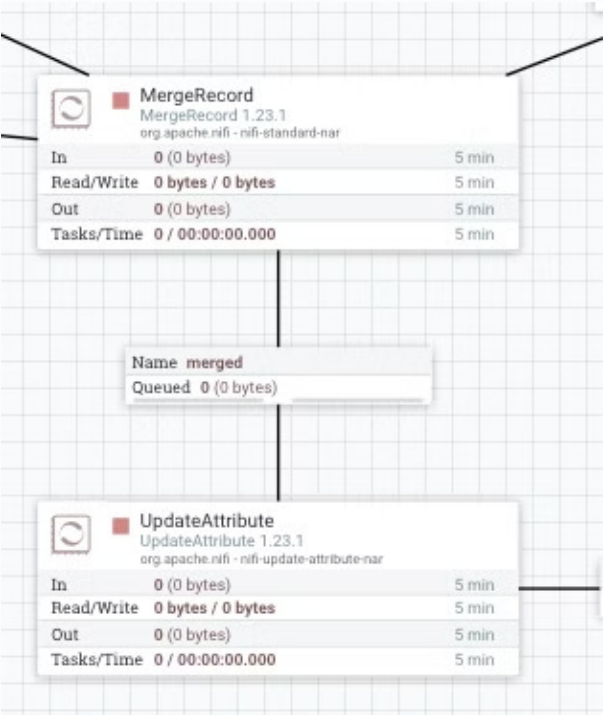 MergeRecord
MergeRecord 1.23.1
org.apache.nifi - nifi-standard-nar
In 0 (0 bytes) 5 min
Read/Write 0 bytes / 0 bytes 5 min
Out 0 (0 bytes) 5 min
Tasks/Time 0 / 00:00:00.000 5 min
Name merged
Queued 0 (0 bytes)
UpdateAttribute
UpdateAttribute 1.23.1
org.apache.nifi - nifi-update-attribute-nar
In 0 (0 bytes) 5 min
Read/Write 0 bytes / 0 bytes 5 min
Out 0 (0 bytes) 5 min
Tasks/Time 0 / 00:00:00.000 5 min